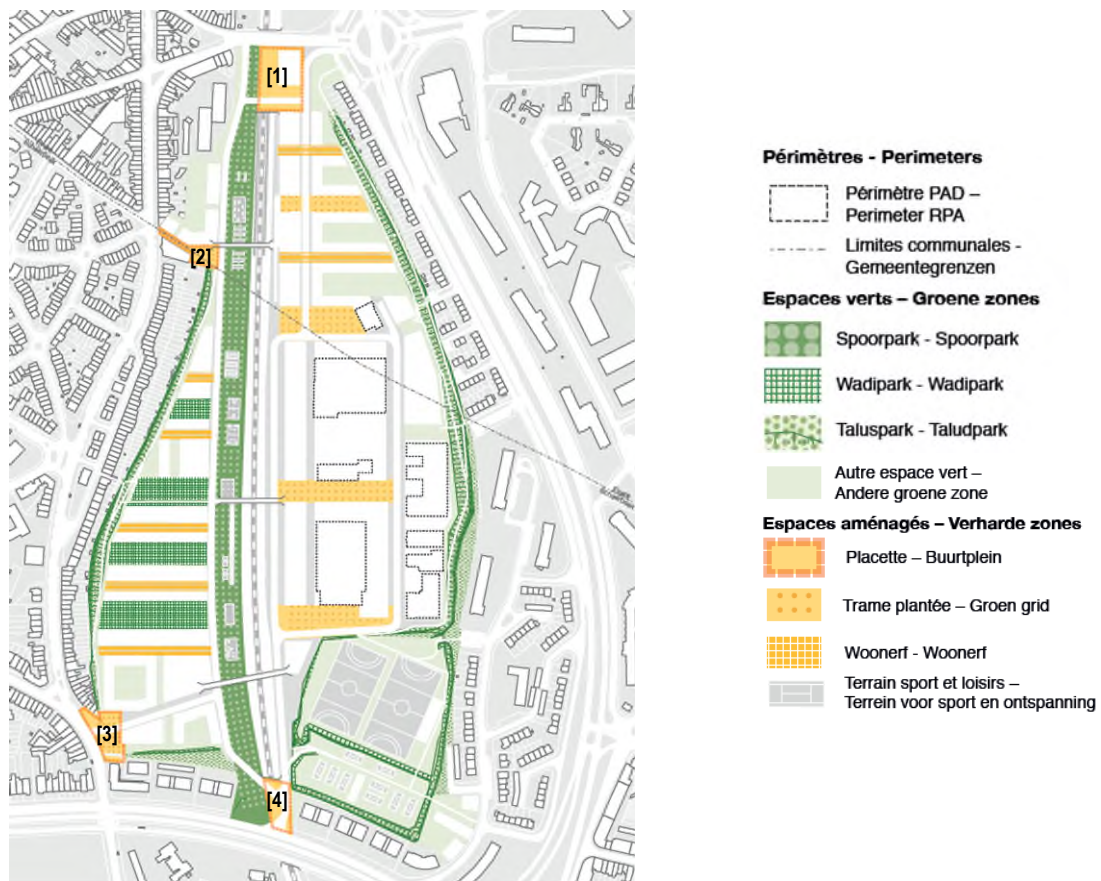 [1]
[2]
[3]
[4]
Périmètres - Perimeters
Périmètre PAD –
Perimeter RPA
Limites communales -
Gemeentegrenzen
Espaces verts – Groene zones
Spoorpark - Spoorpark
Wadipark - Wadipark
Taluspark - Taludpark
Autre espace vert –
Andere groene zone
Espaces aménagés – Verharde zones
Placette – Buurtplein
Trame plantée – Groen grid
Woonerf - Woonerf
Terrain sport et loisirs –
Terrein voor sport en ontspanning